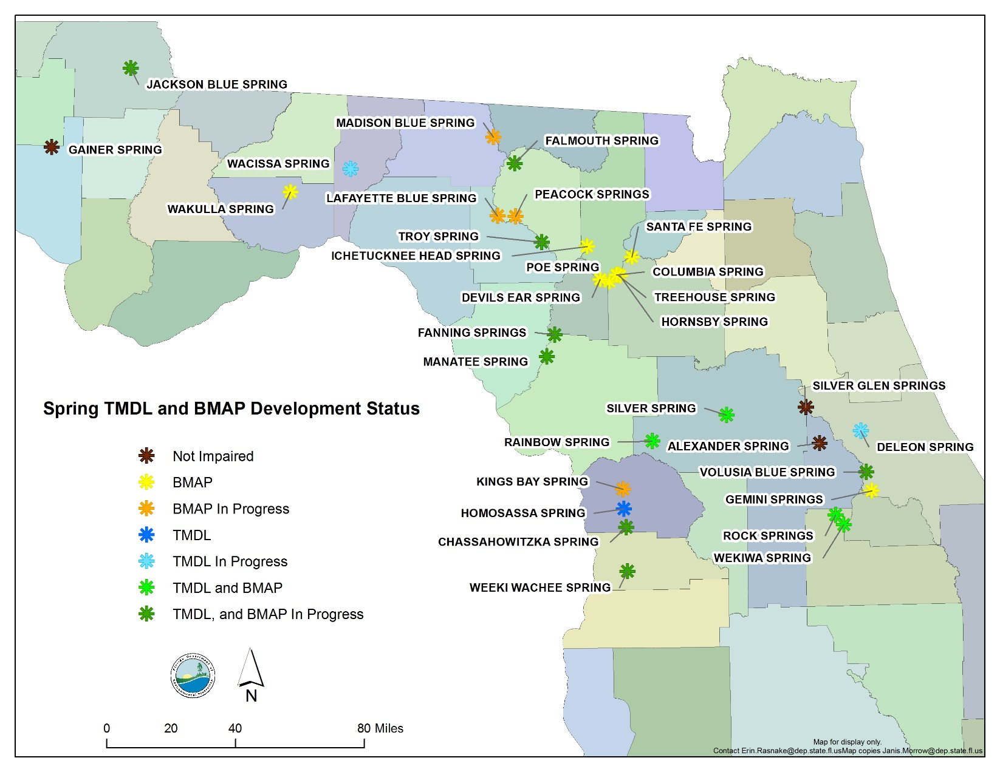 JACKSON BLUE SPRING
MADISON BLUE SPRING
FALMOUTH SPRING
GAINER SPRING
WACISSA SPRING
PEACOCK SPRINGS
LAFAYETTE BLUE SPRING
WAKULLA SPRING
SANTA FE SPRING
TROY SPRING
ICHETUCKNEE HEAD SPRING
POE SPRING
COLUMBIA SPRING
DEVILS EAR SPRING
TREEHOUSE SPRING
HORNSBY SPRING
FANNING SPRINGS
MANATEE SPRING
SILVER GLEN SPRINGS
SILVER SPRING
RAINBOW SPRING
ALEXANDER SPRING
DELEON SPRING
VOLUSIA BLUE SPRING
KINGS BAY SPRING
GEMINI SPRINGS
HOMOSASSA SPRING
ROCK SPRINGS
CHASSAHOWITZKA SPRING
WEKIWA SPRING
WEEKI WACHEE SPRING
Spring TMDL and BMAP Development Status
Not Impaired
BMAP
BMAP In Progress
TMDL
TMDL In Progress
TMDL and BMAP
TMDL, and BMAP In Progress
Florida Department of
Environmental Protection
N
0 20 40 80 Miles
Map for display only.
Contact Erin.Rasnake@dep.state.fl.usMap copies Janis.Morrow@dep.state.fl.us